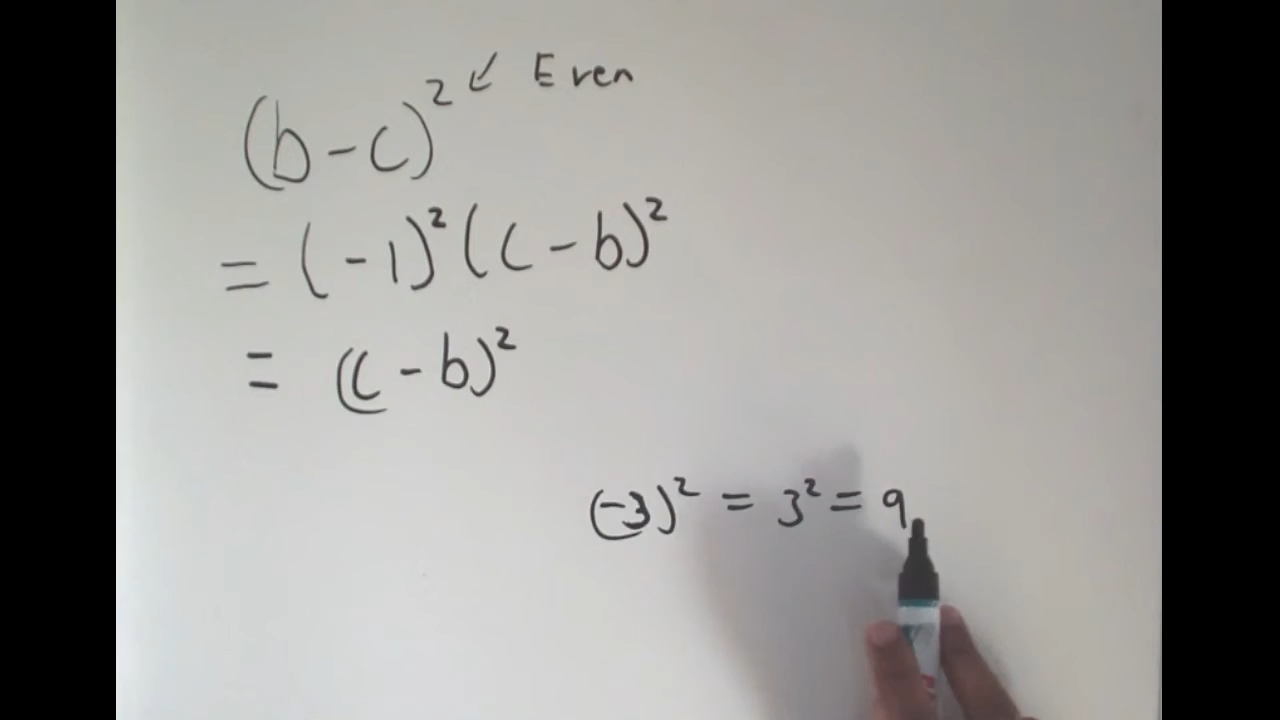 (b-c)² ↙ Even
= (-1)² (c-b)²
= (c-b)²
(-3)² = 3² = 9